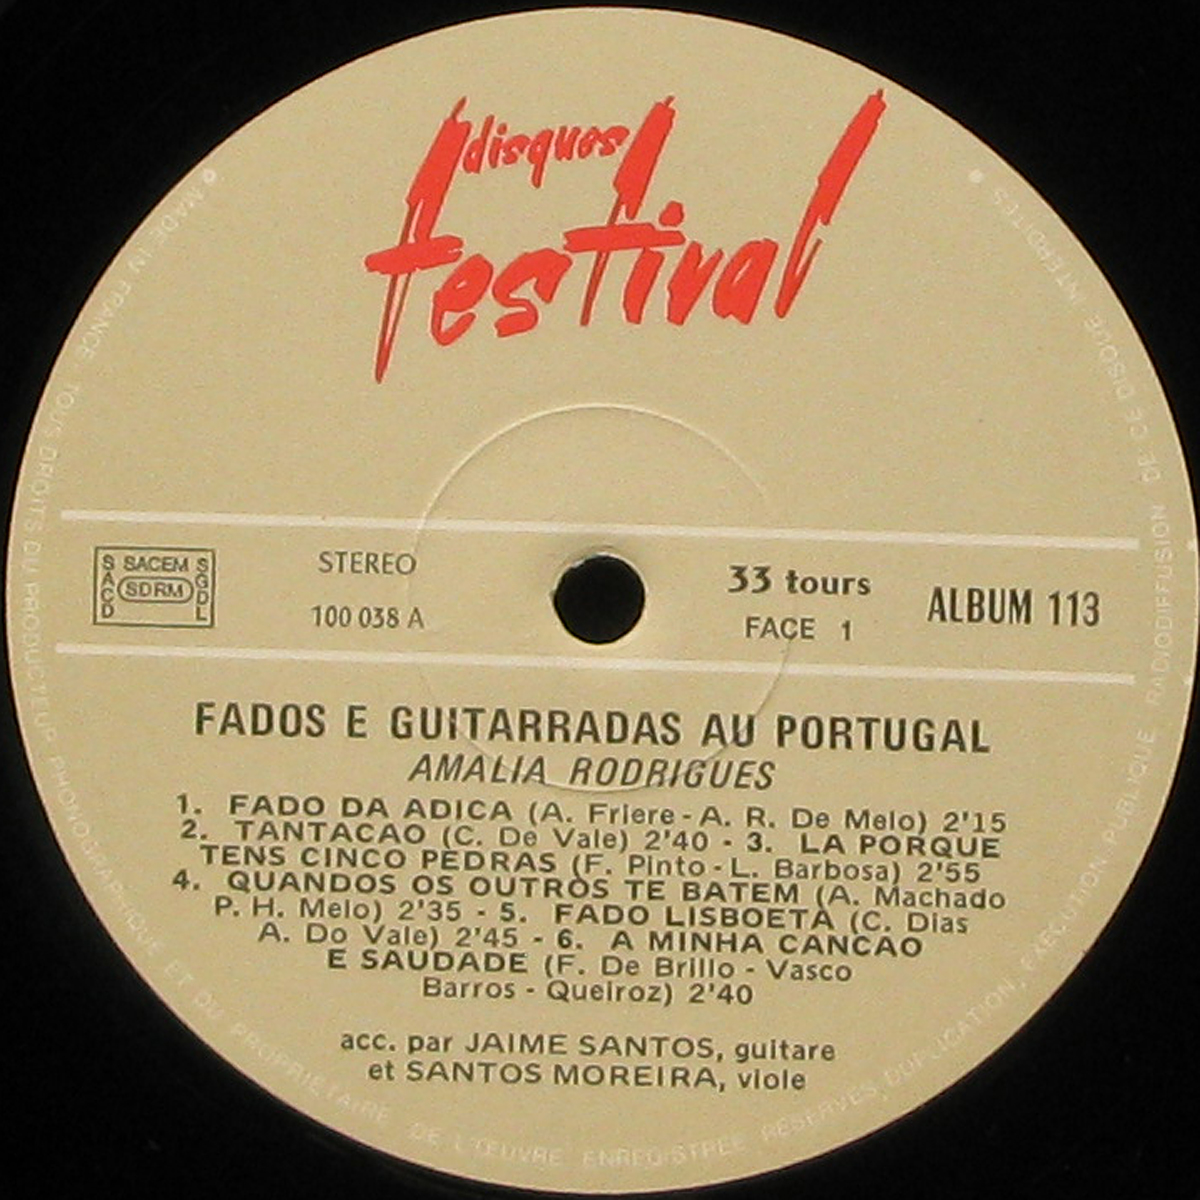 disques
festival
MADE IN FRANCE TOUS DROITS DU PRODUCTEUR PHONOGRAPHIQUE ET DU PROPRIETAIRE DE L'ŒUVRE ENREGISTREE RESERVES DUPLICATION, EXECUTION PUBLIQUE RADIODIFFUSION DE CE DISQUE INTERDITES
SACD SACEM SGDL
SDRM
STEREO
100 038 A
33 tours
FACE 1
ALBUM 113
FADOS E GUITARRADAS AU PORTUGAL
AMALIA RODRIGUES
1. FADO DA ADICA (A. Friere - A. R. De Melo) 2'15
2. TANTACAO (C. De Vale) 2'40 - 3. LA PORQUE
TENS CINCO PEDRAS (F. Pinto - L. Barbosa) 2'55
4. QUANDOS OS OUTROS TE BATEM (A. Machado
P. H. Melo) 2'35 - 5. FADO LISBOETA (C. Dias
A. Do Vale) 2'45 - 6. A MINHA CANCAO
E SAUDADE (F. De Brillo - Vasco
Barros - Queiroz) 2'40
acc. par JAIME SANTOS, guitare
et SANTOS MOREIRA, viole